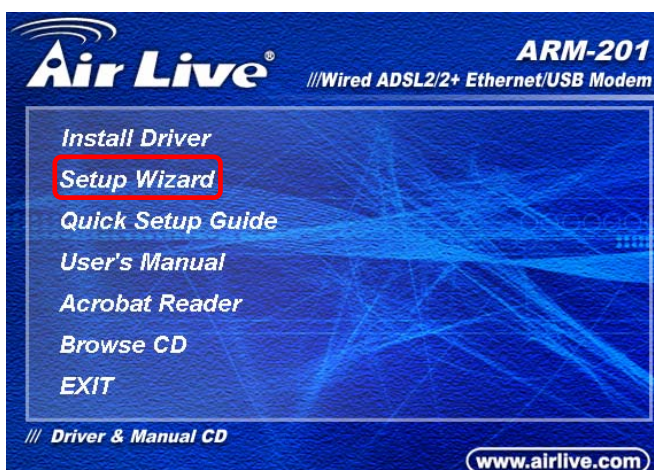 Air Live®
ARM-201
///Wired ADSL2/2+ Ethernet/USB Modem
Install Driver
Setup Wizard
Quick Setup Guide
User's Manual
Acrobat Reader
Browse CD
EXIT
/// Driver & Manual CD
www.airlive.com